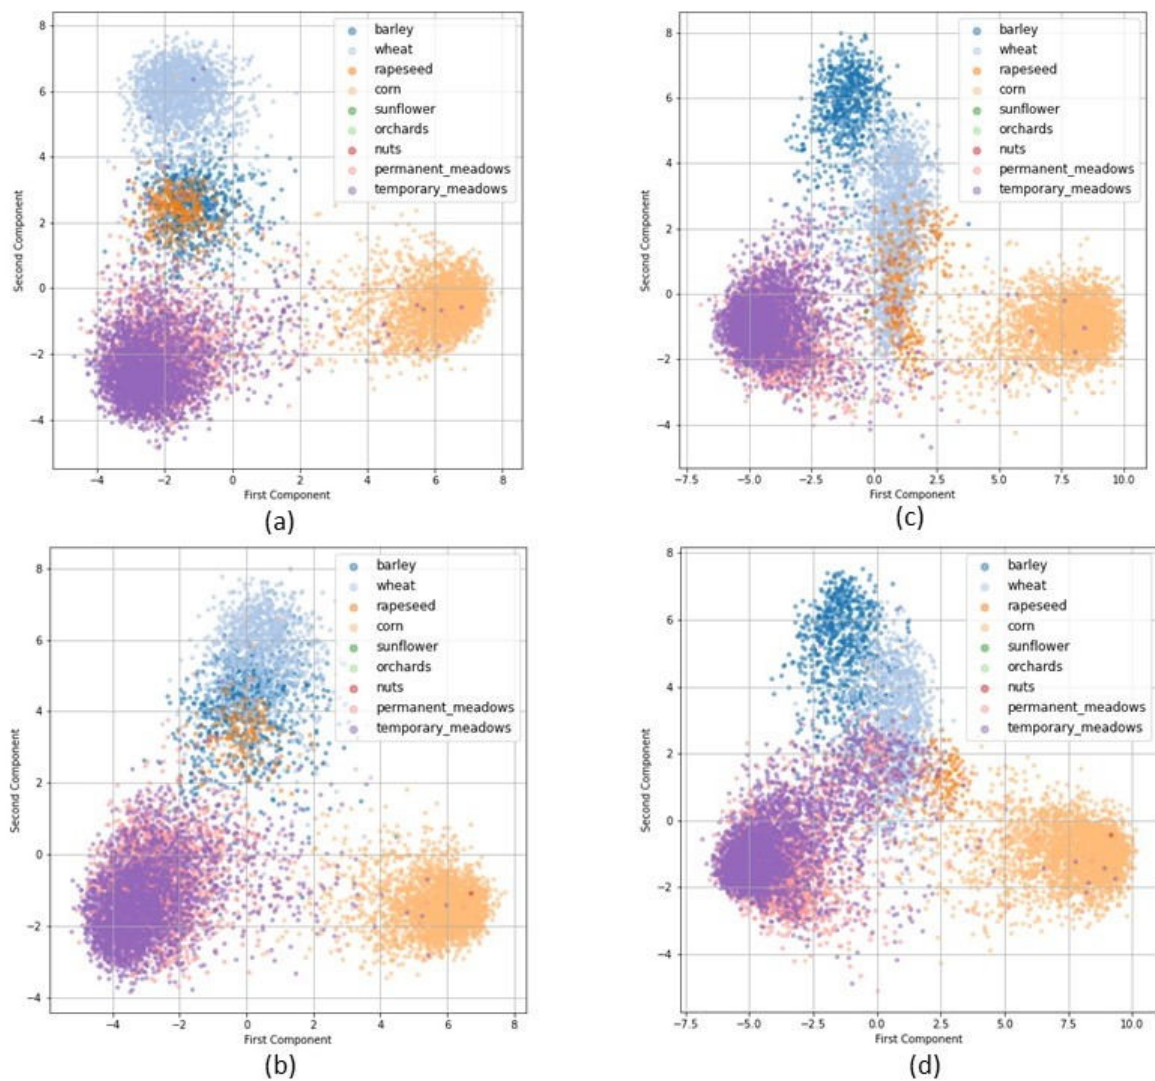 8
6
4
2
0
−2
−4
Second Component
barley
wheat
rapeseed
corn
sunflower
orchards
nuts
permanent_meadows
temporary_meadows
−4
−2
0
2
4
6
8
First Component
(a)
8
6
4
2
0
−2
−4
Second Component
barley
wheat
rapeseed
corn
sunflower
orchards
nuts
permanent_meadows
temporary_meadows
−7.5
−5.0
−2.5
0.0
2.5
5.0
7.5
10.0
First Component
(c)
8
6
4
2
0
−2
−4
Second Component
barley
wheat
rapeseed
corn
sunflower
orchards
nuts
permanent_meadows
temporary_meadows
−4
−2
0
2
4
6
8
First Component
(b)
8
6
4
2
0
−2
−4
Second Component
barley
wheat
rapeseed
corn
sunflower
orchards
nuts
permanent_meadows
temporary_meadows
−7.5
−5.0
−2.5
0.0
2.5
5.0
7.5
10.0
First Component
(d)